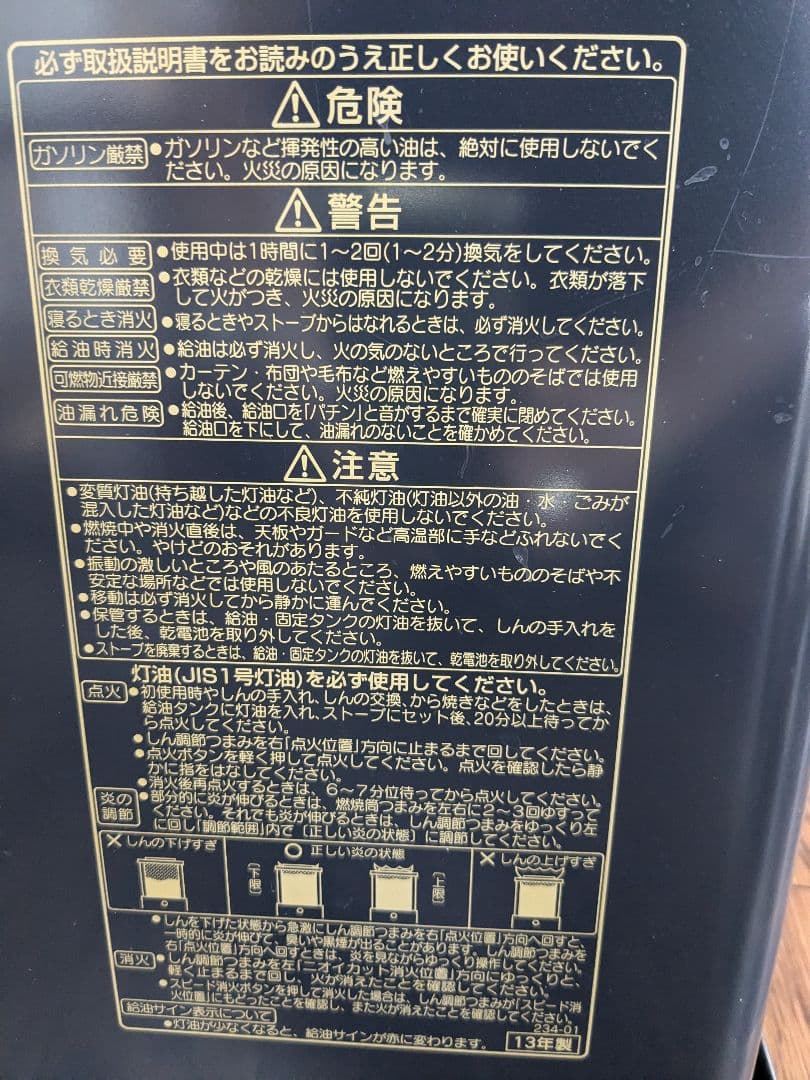 必ず取扱説明書をお読みのうえ正しくお使いください。
⚠危険
ガソリン厳禁 ●ガソリンなど揮発性の高い油は、絶対に使用しないでく
ださい。火災の原因になります。
⚠警告
換気必要 ●使用中は1時間に1～2回(1～2分)換気をしてください。
衣類乾燥厳禁 ●衣類などの乾燥には使用しないでください。衣類が落下
して火がつき、火災の原因になります。
寝るとき消火 ●寝るときやストーブからはなれるときは、必ず消火してください。
給油時消火 ●給油は必ず消火し、火の気のないところで行ってください。
可燃物近接厳禁 ●カーテン・布団や毛布など燃えやすいもののそばでは使用
しないでください。火災の原因になります。
油漏れ危険 ●給油後、給油口を「パチン」と音がするまで確実に閉めてください。
給油口を下にして、油漏れのないことを確かめてください。
⚠注意
●変質灯油(持ち越した灯油など)、不純灯油(灯油以外の油・水 ごみが
混入した灯油など)などの不良灯油を使用しないでください。
●燃焼中や消火直後は、天板やガードなど高温部に手などふれないでく
ださい。やけどのおそれがあります。
●振動の激しいところや風のあたるところ、燃えやすいもののそばや不
安定な場所などでは使用しないでください。
●移動は必ず消火してから静かに運んでください。
●保管するときは、給油・固定タンクの灯油を抜いて、しんの手入れを
した後、乾電池を取り外してください。
●ストーブを廃棄するときは、給油・固定タンクの灯油を抜いて、乾電池を取り外してください。
灯油(JIS1号灯油)を必ず使用してください。
点火 ●初使用時やしんの手入れ、しんの交換、から焼きなどをしたときは、
給油タンクに灯油を入れ、ストーブにセット後、20分以上待ってか
ら点火してください。
●しん調節つまみを右「点火位置」方向に止まるまで回してください。
●点火ボタンを軽く押して点火してください。点火を確認したら静
かに指をはなしてください。
●消火後再点火するときは、6～7分位待ってから点火してください。
炎の調節 ●部分的に炎が伸びるときは、燃焼筒つまみを左右に2～3回ゆすって
ください。それでも炎が伸びるときは、しん調節つまみをゆっくり左
に回し「調節範囲」内で〔正しい炎の状態〕に調節してください。
×しんの下げすぎ ○正しい炎の状態 ×しんの上げすぎ
〔下限〕 〔上限〕
●しんを下げた状態から急激にしん調節つまみを右「点火位置」方向へ回すと、
一時的に炎が伸びて、臭いや黒煙が出ることがあります。しん調節つまみを
右「点火位置」方向へ回すときは、炎を見ながらゆっくり操作してください。
消火 ●しん調節つまみを左「ニオイカット消火位置」方向にゆっくりと、
軽く止まるまで回し、火が消えたことを確認してください。
●スピード消火ボタンを押して消火した場合は、しん調節つまみが「スピード消
火位置」にもどったことを確認し、また火が消えたことを確認してください。
給油サイン表示について 234-01
●灯油が少なくなると、給油サインが赤に変わります。 13年製